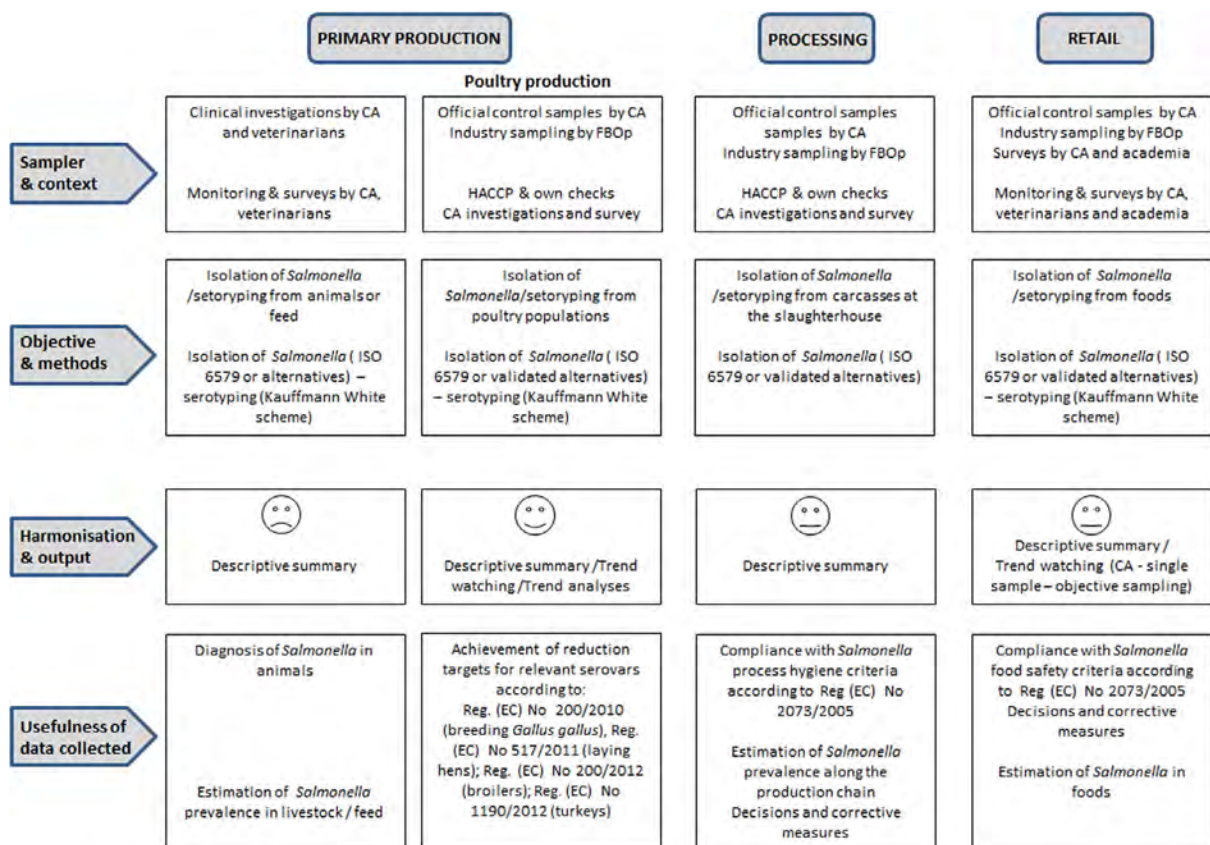 PRIMARY PRODUCTION
PROCESSING
RETAIL
Poultry production
Sampler
& context
Clinical investigations by CA
and veterinarians
Monitoring & surveys by CA,
veterinarians
Official control samples by CA
Industry sampling by FBOp
HACCP & own checks
CA investigations and survey
Official control samples
samples by CA
Industry sampling by FBOp
HACCP & own checks
CA investigations and survey
Official control samples by CA
Industry sampling by FBOp
Surveys by CA and academia
Monitoring & surveys by CA,
veterinarians and academia
Objective
& methods
Isolation of Salmonella
/setoryping from animals or
feed
Isolation of Salmonella ( ISO
6579 or alternatives) –
serotyping (Kauffmann White
scheme)
Isolation of
Salmonella/setoryping from
poultry populations
Isolation of Salmonella ( ISO
6579 or validated alternatives)
– serotyping (Kauffmann White
scheme)
Isolation of Salmonella
/setoryping from carcasses at
the slaughterhouse
Isolation of Salmonella ( ISO
6579 or validated alternatives)
Isolation of Salmonella
/setoryping from foods
Isolation of Salmonella ( ISO
6579 or validated alternatives)
– serotyping (Kauffmann White
scheme)
Harmonisation
& output
Descriptive summary
Descriptive summary /Trend
watching /Trend analyses
Descriptive summary
Descriptive summary /
Trend watching (CA - single
sample – objective sampling)
Usefulness of
data collected
Diagnosis of Salmonella in
animals
Estimation of Salmonella
prevalence in livestock / feed
Achievement of reduction
targets for relevant serovars
according to:
Reg. (EC) No 200/2010
(breeding Gallus gallus), Reg.
(EC) No 517/2011 (laying
hens); Reg. (EC) No 200/2012
(broilers); Reg. (EC) No
1190/2012 (turkeys)
Compliance with Salmonella
process hygiene criteria
according to Reg (EC) No
2073/2005
Estimation of Salmonella
prevalence along the
production chain
Decisions and corrective
measures
Compliance with Salmonella
food safety criteria according
to Reg (EC) No 2073/2005
Decisions and corrective
measures
Estimation of Salmonella in
foods